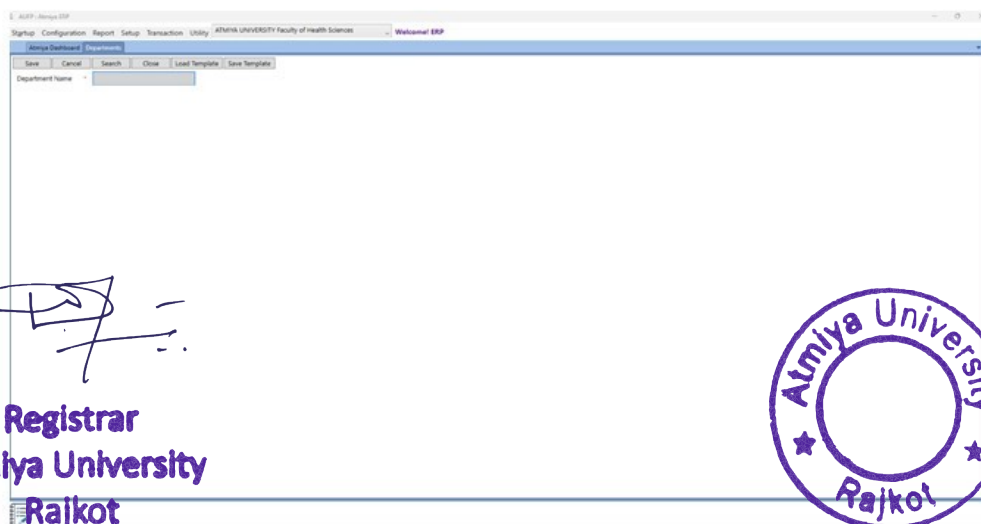 AUFP : Atmiya ERP
Startup Configuration Report Setup Transaction Utility ATMIYA UNIVERSITY Faculty of Health Sciences Welcome! ERP
Atmiya Dashboard Departments
Save Cancel Search Close Load Template Save Template
Department Name *
Registrar
iya University
Rajkot
Atmiya University
Rajkot